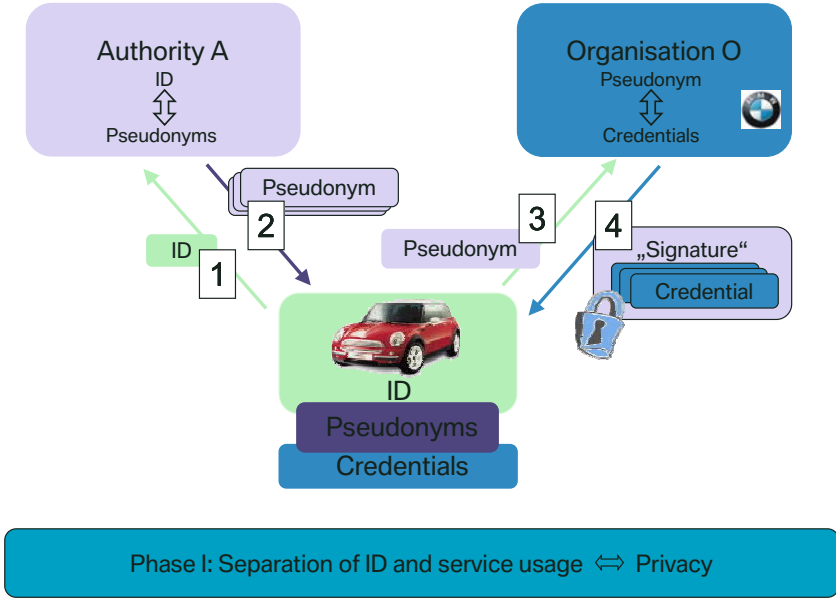 Authority A
ID
Pseudonyms
Organisation O
Pseudonym
Credentials
BMW
Pseudonym
2
3
4
ID
1
Pseudonym
„Signature“
Credential
ID
Pseudonyms
Credentials
Phase I: Separation of ID and service usage ⇔ Privacy